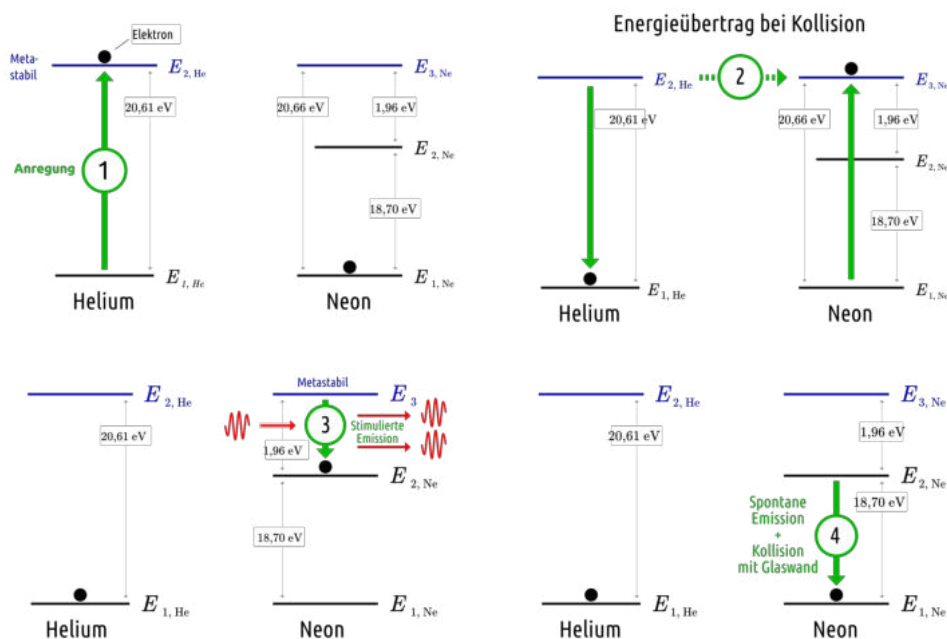 Elektron
Meta-
stabil
E2, He
20,61 eV
Anregung
1
E1, He
Helium
E3, Ne
20,66 eV
1,96 eV
E2, Ne
18,70 eV
E1, Ne
Neon
Energieübertrag bei Kollision
E2, He
2
20,61 eV
E1, He
Helium
E3, Ne
20,66 eV
1,96 eV
E2, Ne
18,70 eV
E1, Ne
Neon
E2, He
20,61 eV
E1, He
Helium
Metastabil
E3
3
Stimulierte
Emission
1,96 eV
E2, Ne
18,70 eV
E1, Ne
Neon
E2, He
20,61 eV
E1, He
Helium
E3, Ne
1,96 eV
E2, Ne
18,70 eV
Spontane
Emission
+
Kollision
mit Glaswand
4
E1, Ne
Neon